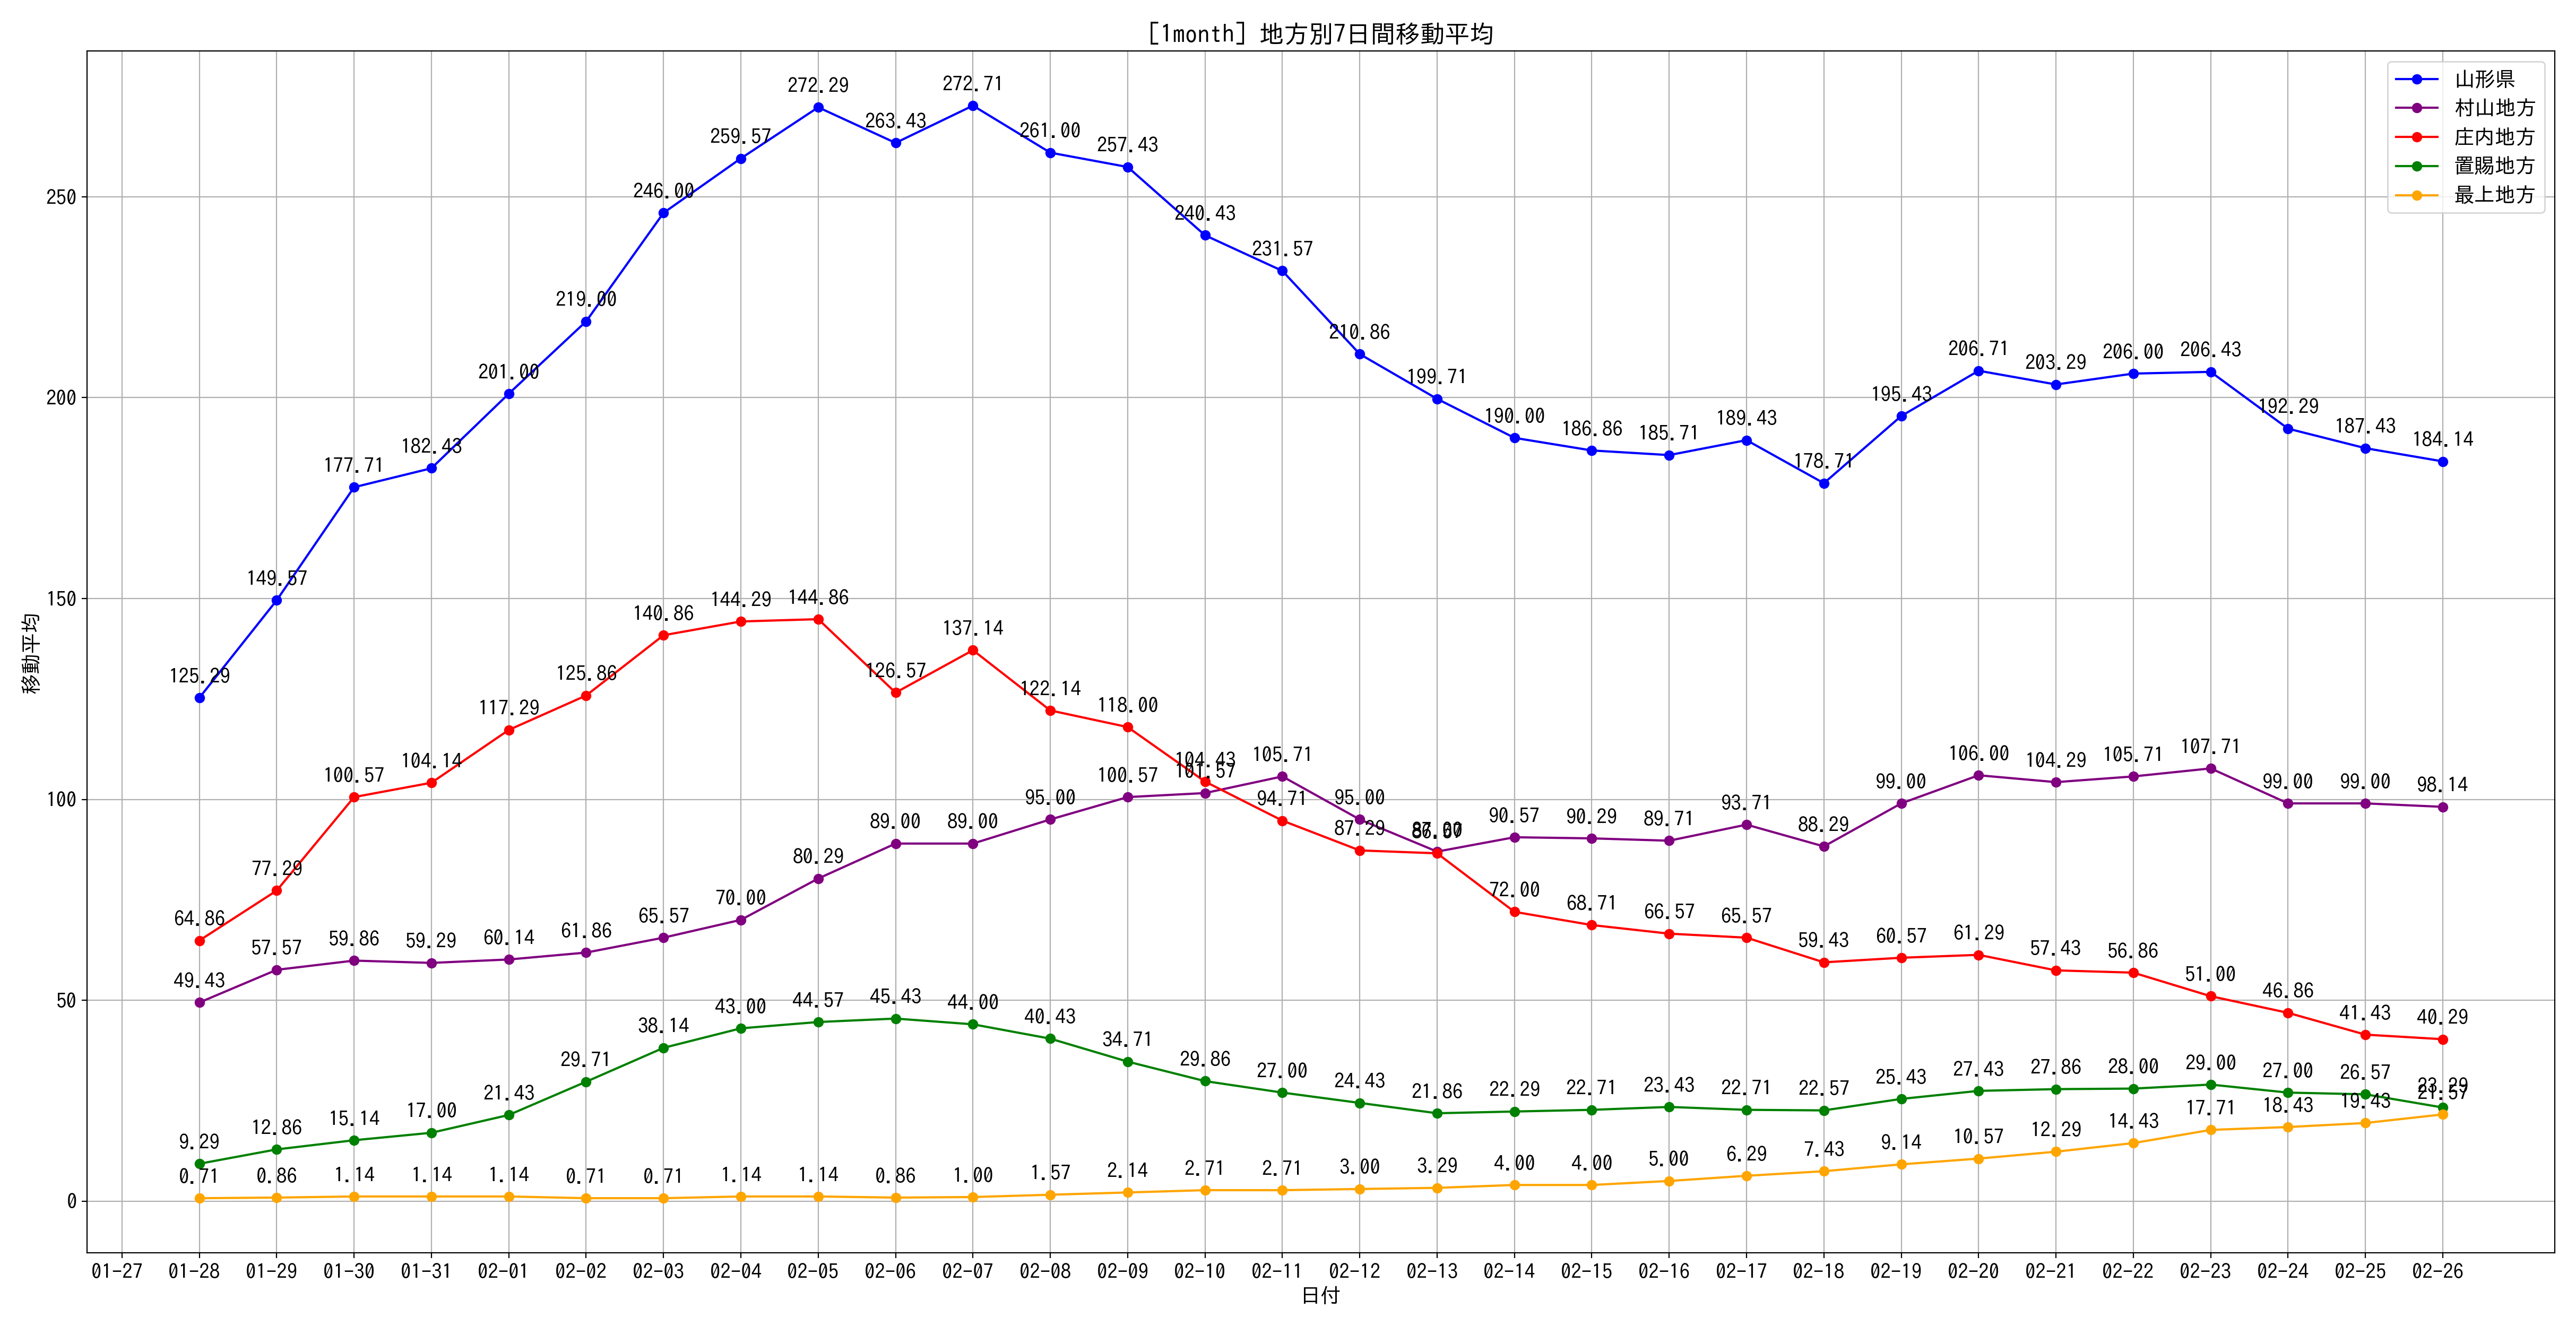 [1month] 地方別7日間移動平均
山形県
村山地方
庄内地方
置賜地方
最上地方
移動平均
250
200
150
100
50
0
125.29 149.57 177.71 182.43 201.00 219.00 246.00 259.57 272.29 263.43 272.71 261.00 257.43 240.43 231.57 210.86 199.71 190.00 186.86 185.71 189.43 178.71 195.43 206.71 203.29 206.00 206.43 192.29 187.43 184.14
49.43 57.57 59.86 59.29 60.14 61.86 65.57 70.00 80.29 89.00 89.00 95.00 100.57 101.57 105.71 95.00 87.00 90.57 90.29 89.71 93.71 88.29 99.00 106.00 104.29 105.71 107.71 99.00 99.00 98.14
64.86 77.29 100.57 104.14 117.29 125.86 140.86 144.29 144.86 126.57 137.14 122.14 118.00 104.43 94.71 87.29 86.57 72.00 68.71 66.57 65.57 59.43 60.57 61.29 57.43 56.86 51.00 46.86 41.43 40.29
9.29 12.86 15.14 17.00 21.43 29.71 38.14 43.00 44.57 45.43 44.00 40.43 34.71 29.86 27.00 24.43 21.86 22.29 22.71 23.43 22.71 22.57 25.43 27.43 27.86 28.00 29.00 27.00 26.57 23.29
0.71 0.86 1.14 1.14 1.14 0.71 0.71 1.14 1.14 0.86 1.00 1.57 2.14 2.71 2.71 3.00 3.29 4.00 4.00 5.00 6.29 7.43 9.14 10.57 12.29 14.43 17.71 18.43 19.43 21.57
01-27 01-28 01-29 01-30 01-31 02-01 02-02 02-03 02-04 02-05 02-06 02-07 02-08 02-09 02-10 02-11 02-12 02-13 02-14 02-15 02-16 02-17 02-18 02-19 02-20 02-21 02-22 02-23 02-24 02-25 02-26
日付